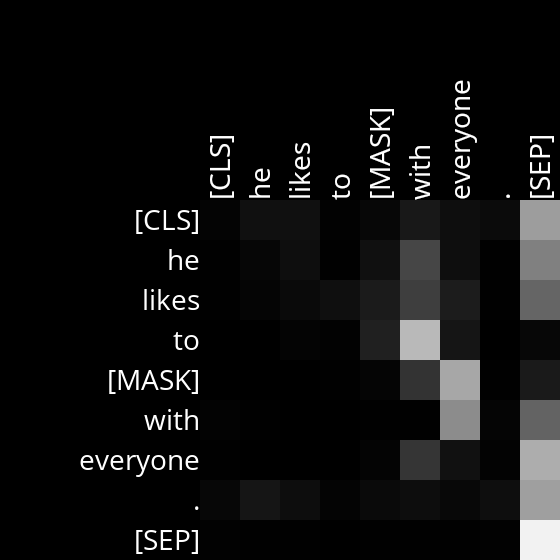 [CLS]
he
likes
to
[MASK]
with
everyone
.
[SEP]
[CLS]
he
likes
to
[MASK]
with
everyone
.
[SEP]